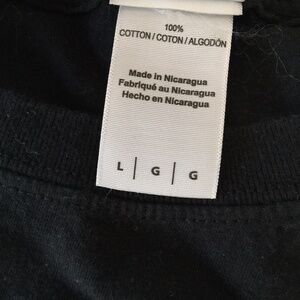 100%
COTTON / COTON / ALGODÓN
Made in Nicaragua
Fabriqué au Nicaragua
Hecho en Nicaragua
L | G | G